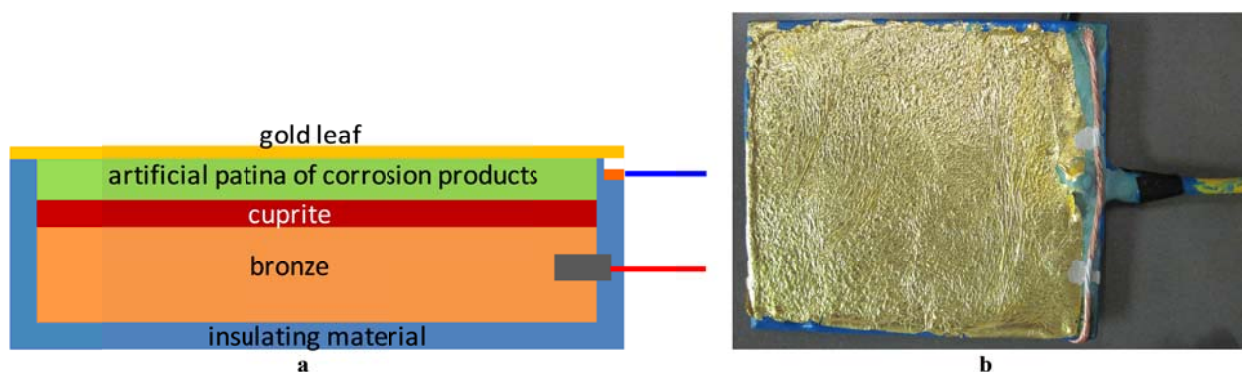 gold leaf
artificial patina of corrosion products
cuprite
bronze
insulating material
a
b